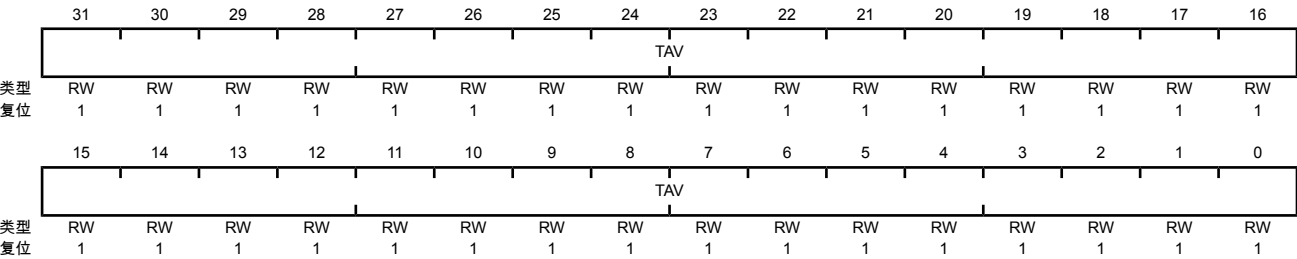 31 30 29 28 27 26 25 24 23 22 21 20 19 18 17 16
TAV
类型 RW RW RW RW RW RW RW RW RW RW RW RW RW RW RW RW
复位 1 1 1 1 1 1 1 1 1 1 1 1 1 1 1 1
15 14 13 12 11 10 9 8 7 6 5 4 3 2 1 0
TAV
类型 RW RW RW RW RW RW RW RW RW RW RW RW RW RW RW RW
复位 1 1 1 1 1 1 1 1 1 1 1 1 1 1 1 1